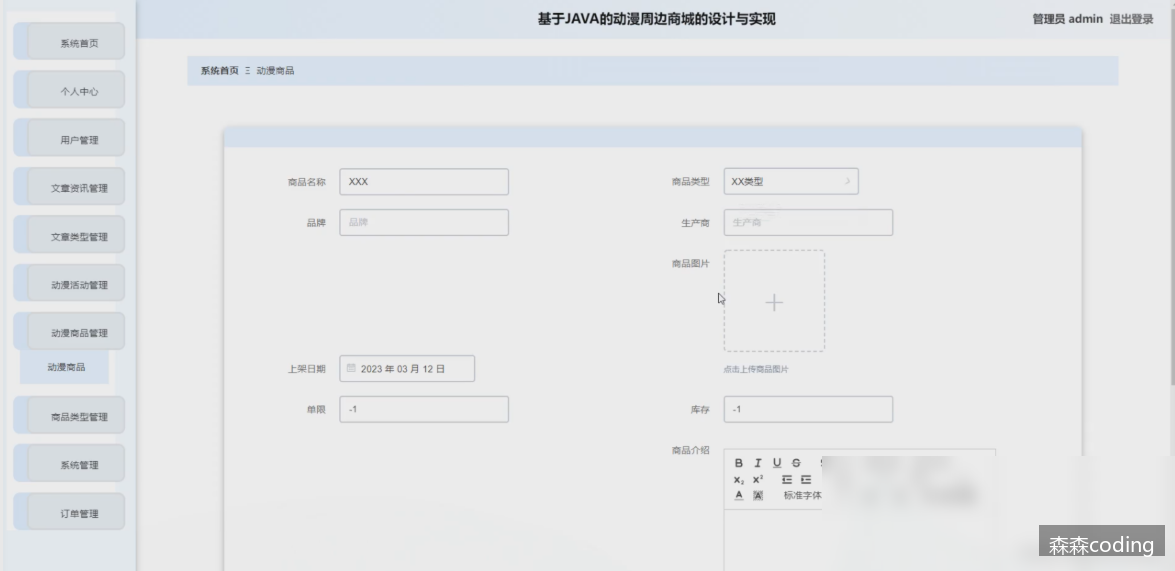 基于JAVA的动漫周边商城的设计与实现
管理员 admin 退出登录
系统首页
个人中心
用户管理
文章资讯管理
文章类型管理
动漫活动管理
动漫商品管理
动漫商品
商品类型管理
系统管理
订单管理
系统首页 Ξ 动漫商品
商品名称 XXX
商品类型 XX类型
品牌 品牌
生产商 生产商
商品图片
点击上传商品图片
上架日期 2023 年 03 月 12 日
单限 -1
库存 -1
商品介绍
B I U S
X₂ X²
A A 标准字体
森森coding